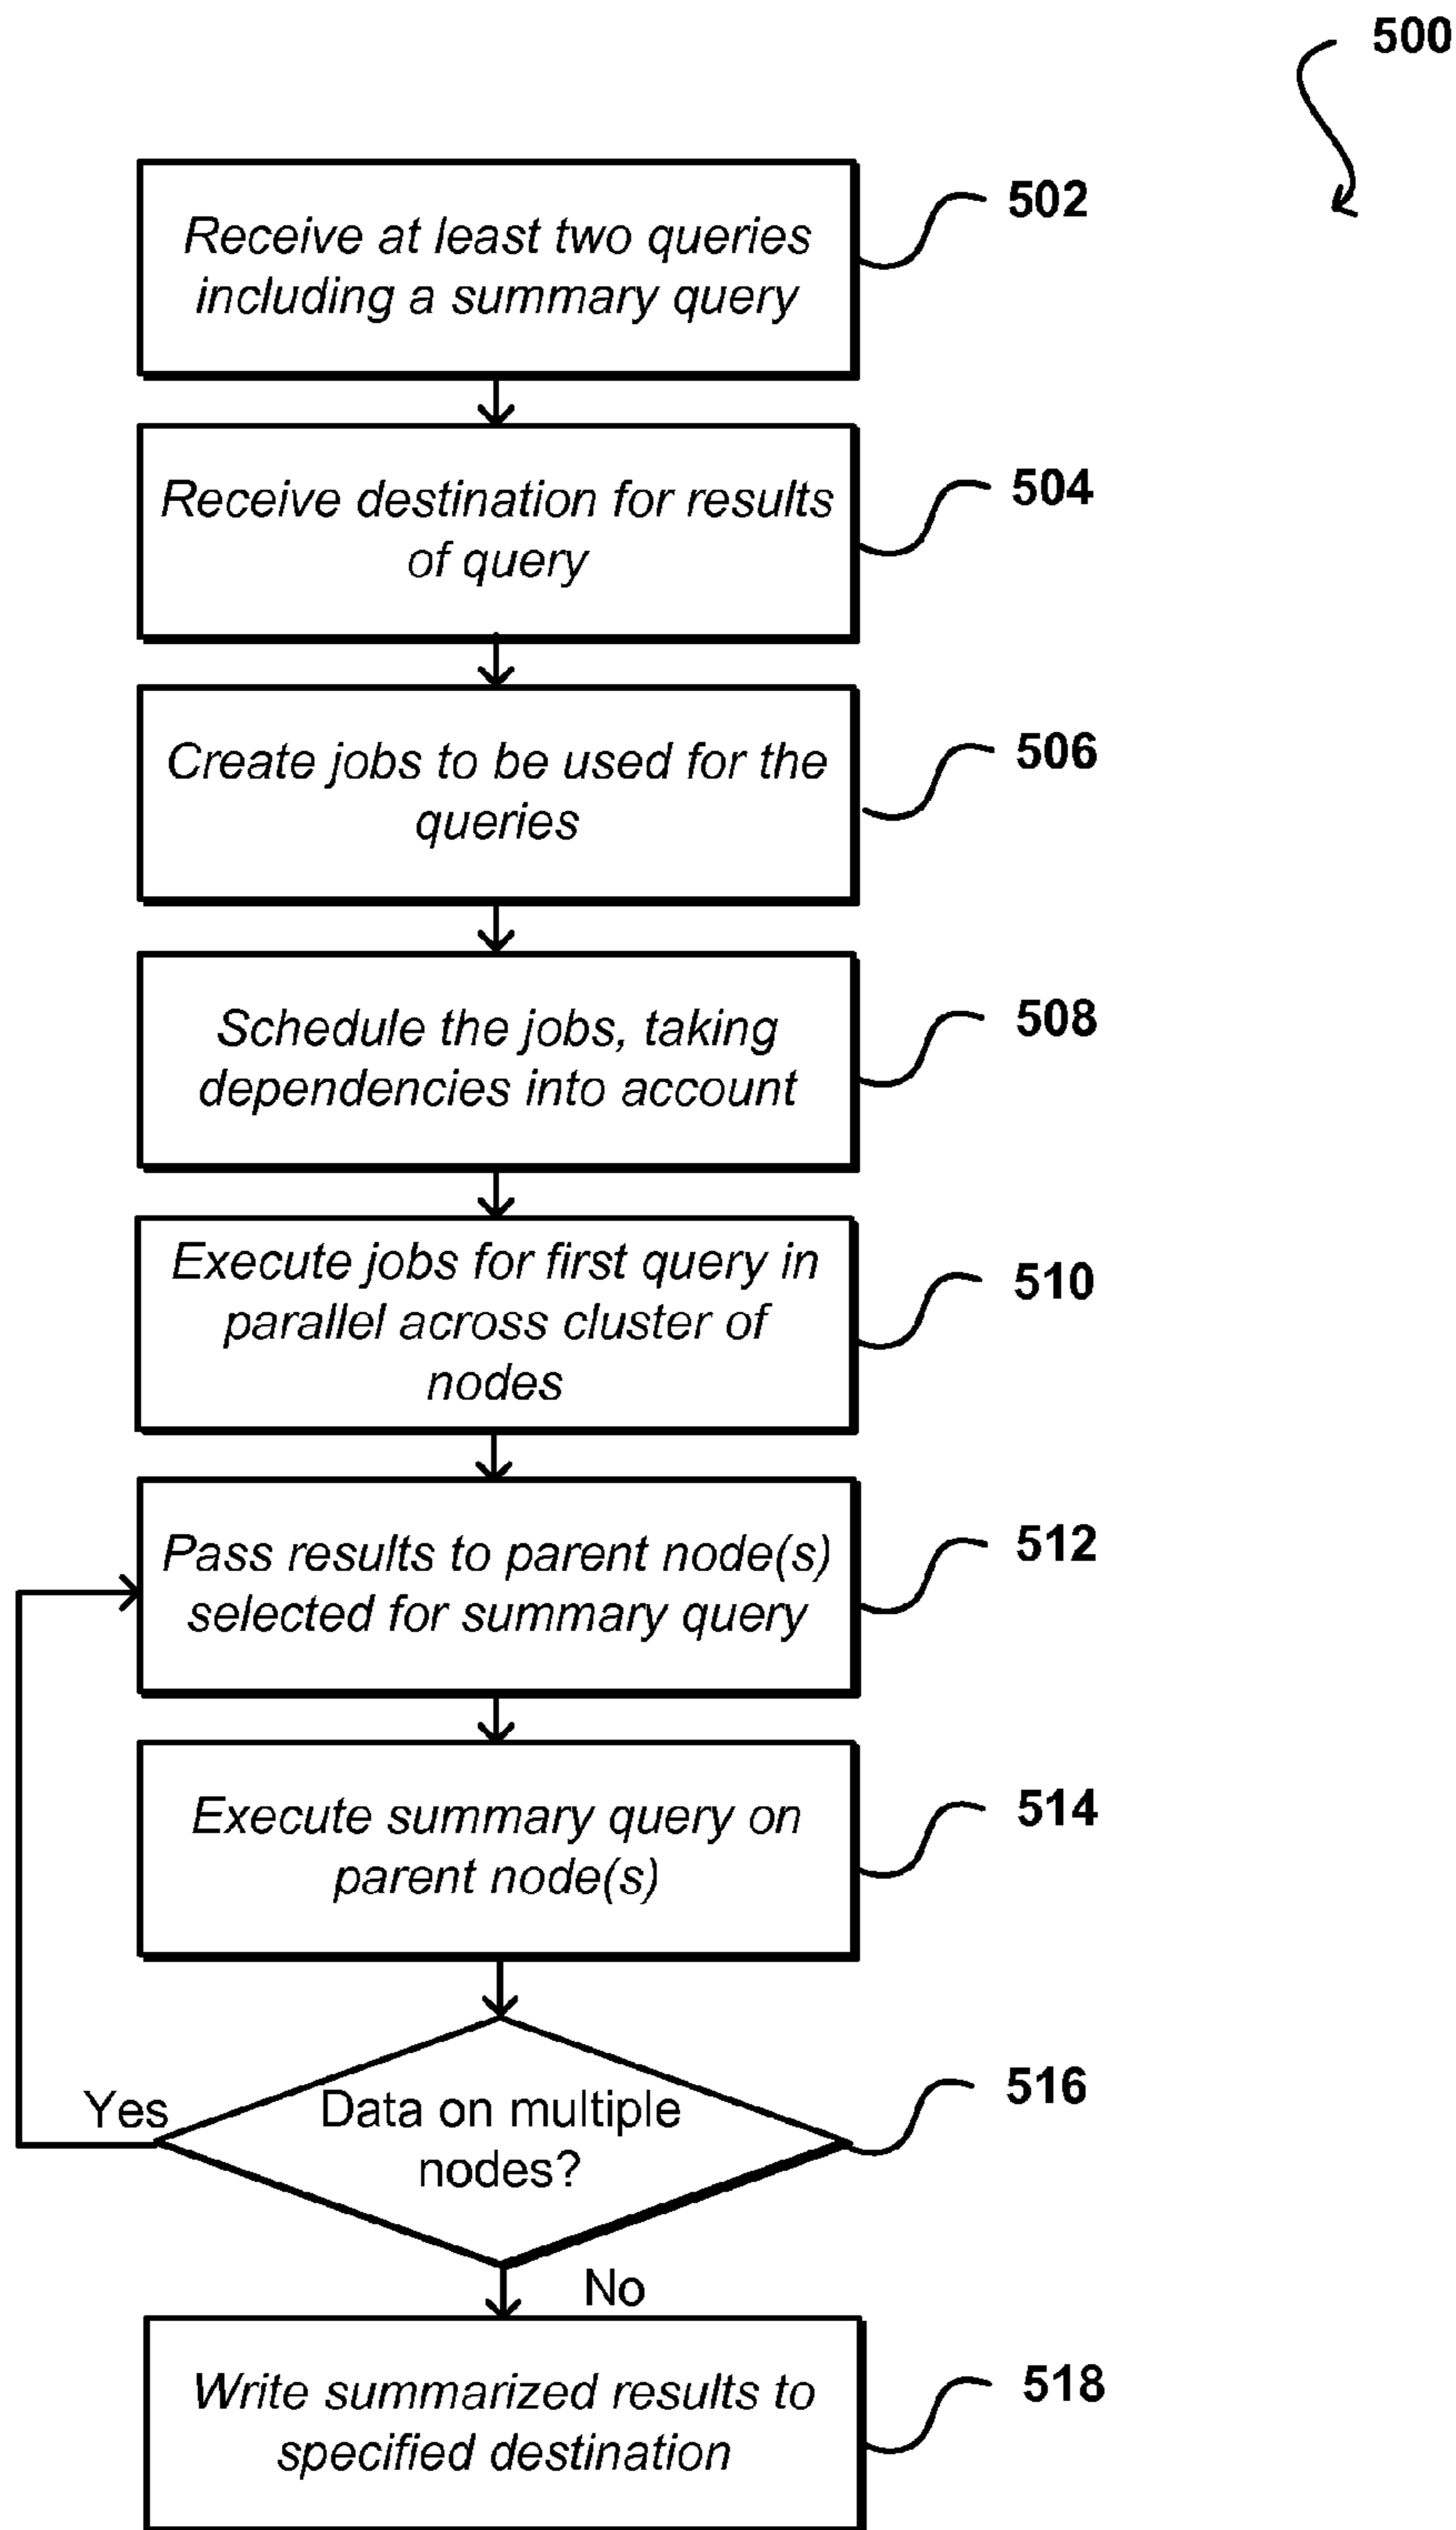 500
Receive at least two queries
including a summary query
502
Receive destination for results
of query
504
Create jobs to be used for the
queries
506
Schedule the jobs, taking
dependencies into account
508
Execute jobs for first query in
parallel across cluster of
nodes
510
Pass results to parent node(s)
selected for summary query
512
Execute summary query on
parent node(s)
514
Data on multiple
nodes?
516
Yes
No
Write summarized results to
specified destination
518